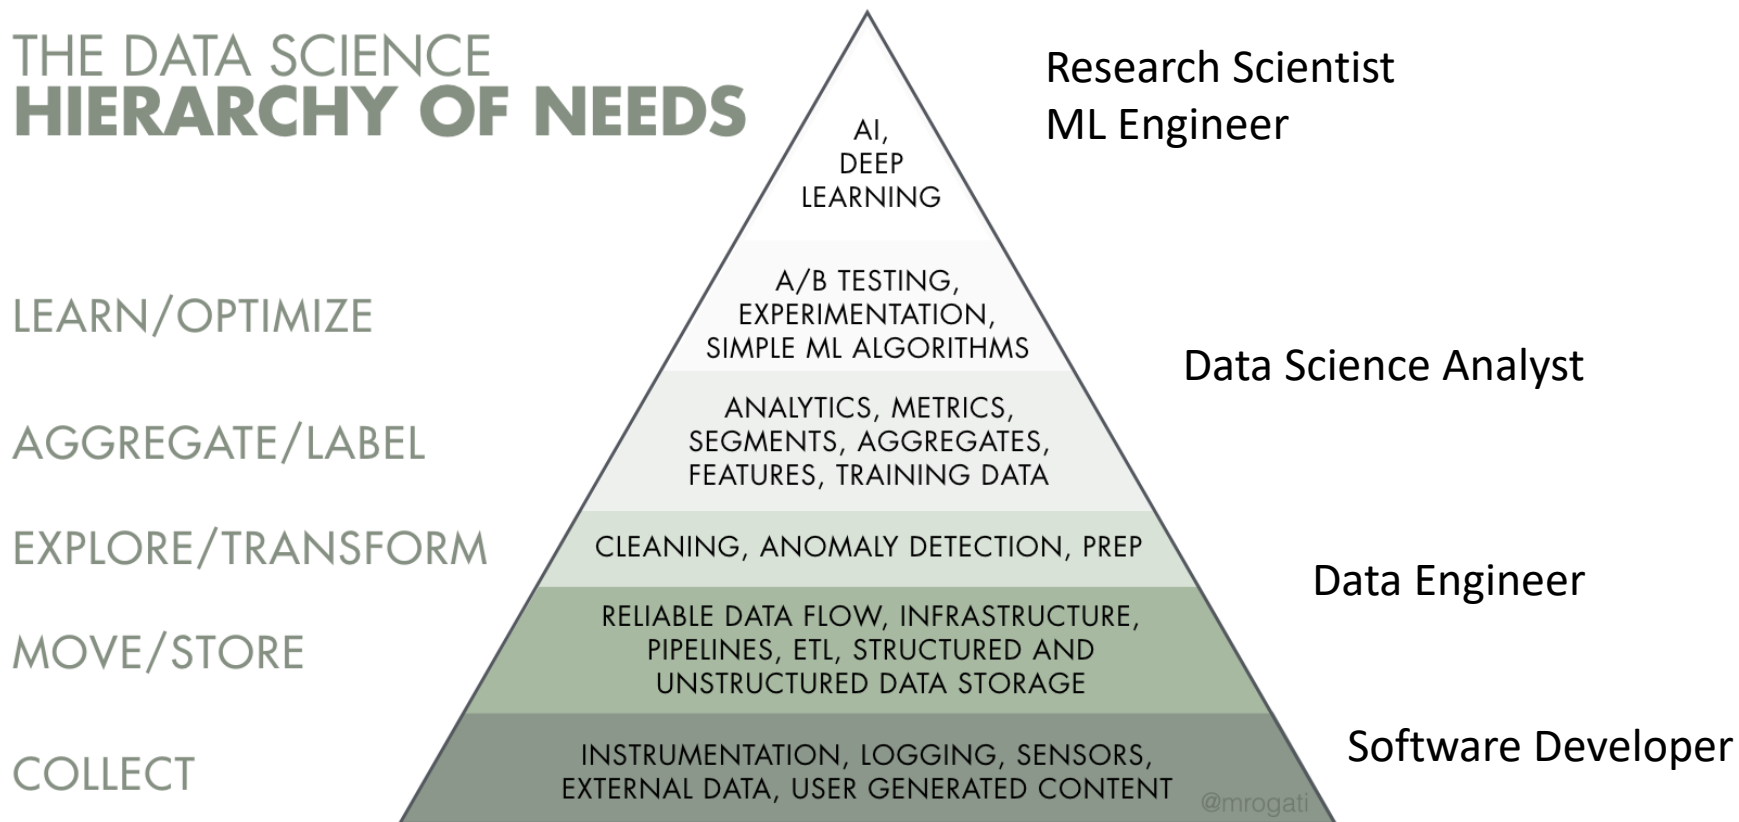 THE DATA SCIENCE
HIERARCHY OF NEEDS
Research Scientist
ML Engineer
AI,
DEEP
LEARNING
LEARN/OPTIMIZE
A/B TESTING,
EXPERIMENTATION,
SIMPLE ML ALGORITHMS
Data Science Analyst
AGGREGATE/LABEL
ANALYTICS, METRICS,
SEGMENTS, AGGREGATES,
FEATURES, TRAINING DATA
EXPLORE/TRANSFORM
CLEANING, ANOMALY DETECTION, PREP
Data Engineer
MOVE/STORE
RELIABLE DATA FLOW, INFRASTRUCTURE,
PIPELINES, ETL, STRUCTURED AND
UNSTRUCTURED DATA STORAGE
COLLECT
INSTRUMENTATION, LOGGING, SENSORS,
EXTERNAL DATA, USER GENERATED CONTENT
Software Developer
@mrogati